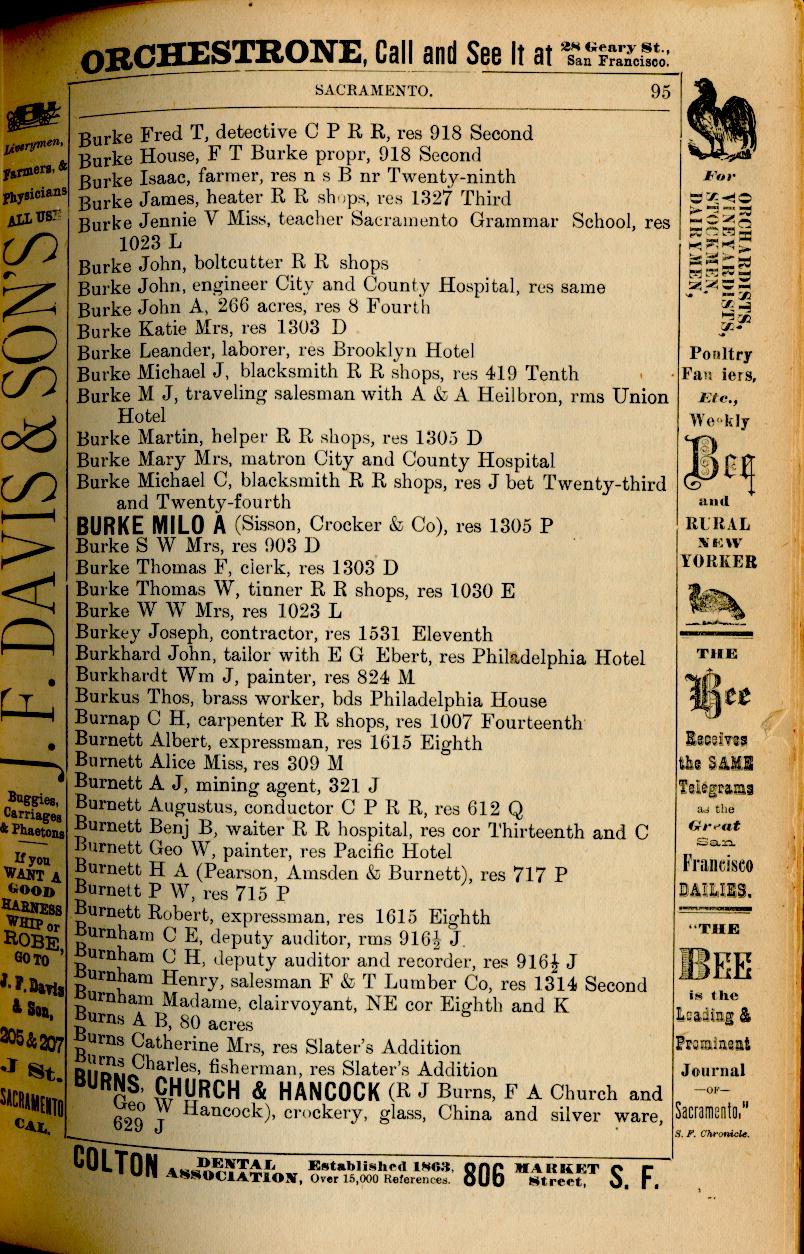 ORCHESTRONE, Call and See It at 28 Geary St., San Francisco.
SACRAMENTO. 95
Burke Fred T, detective C P R R, res 918 Second
Burke House, F T Burke propr, 918 Second
Burke Isaac, farmer, res n s B nr Twenty-ninth
Burke James, heater R R shops, res 1327 Third
Burke Jennie V Miss, teacher Sacramento Grammar School, res
1023 L
Burke John, boltcutter R R shops
Burke John, engineer City and County Hospital, res same
Burke John A, 266 acres, res 8 Fourth
Burke Katie Mrs, res 1303 D
Burke Leander, laborer, res Brooklyn Hotel
Burke Michael J, blacksmith R R shops, res 419 Tenth
Burke M J, traveling salesman with A & A Heilbron, rms Union
Hotel
Burke Martin, helper R R shops, res 1305 D
Burke Mary Mrs, matron City and County Hospital
Burke Michael C, blacksmith R R shops, res J bet Twenty-third
and Twenty-fourth
BURKE MILO A (Sisson, Crocker & Co), res 1305 P
Burke S W Mrs, res 903 D
Burke Thomas F, clerk, res 1303 D
Burke Thomas W, tinner R R shops, res 1030 E
Burke W W Mrs, res 1023 L
Burkey Joseph, contractor, res 1531 Eleventh
Burkhard John, tailor with E G Ebert, res Philadelphia Hotel
Burkhardt Wm J, painter, res 824 M
Burkus Thos, brass worker, bds Philadelphia House
Burnap C H, carpenter R R shops, res 1007 Fourteenth
Burnett Albert, expressman, res 1615 Eighth
Burnett Alice Miss, res 309 M
Burnett A J, mining agent, 321 J
Burnett Augustus, conductor C P R R, res 612 Q
Burnett Benj B, waiter R R hospital, res cor Thirteenth and C
Burnett Geo W, painter, res Pacific Hotel
Burnett H A (Pearson, Amsden & Burnett), res 717 P
Burnett P W, res 715 P
Burnett Robert, expressman, res 1615 Eighth
Burnham C E, deputy auditor, rms 916½ J
Burnham C H, deputy auditor and recorder, res 916½ J
Burnham Henry, salesman F & T Lumber Co, res 1314 Second
Burnham Madame, clairvoyant, NE cor Eighth and K
Burns A B, 80 acres
Burns Catherine Mrs, res Slater's Addition
Burns Charles, fisherman, res Slater's Addition
BURNS, CHURCH & HANCOCK (R J Burns, F A Church and
Geo W Hancock), crockery, glass, China and silver ware,
629 J
COLTON DENTAL ASSOCIATION, Established 1863. Over 15,000 References. 806 MARKET Street, S. F.
Liverymen,
Farmers, &
Physicians
ALL USE
J. F. DAVIS & SON'S
Buggies,
Carriages
& Phaetons
If you
WANT A
GOOD
HARNESS
WHIP or
ROBE,
GO TO
J. F. Davis
& Son,
205 & 207
J St.
SACRAMENTO
CAL.
For
ORCHARDISTS,
VINEYARDISTS,
STOCKMEN,
DAIRYMEN,
Poultry
Fan iers,
Etc.,
Weekly
Bee
and
RURAL
NEW
YORKER
THE
Bee
Receives
the SAME
Telegrams
as the
Great
San
Francisco
DAILIES.
"THE
BEE
is the
Leading &
Prominent
Journal
—OF—
Sacramento,"
S. F. Chronicle.